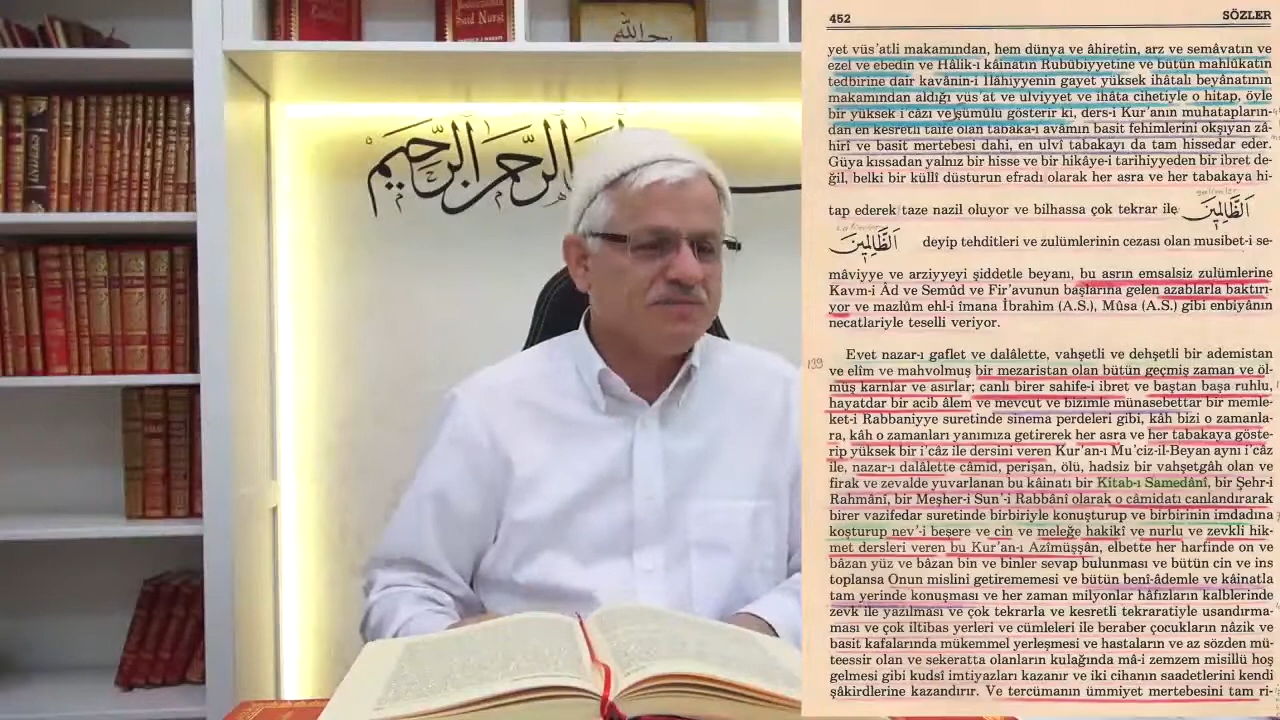 Said Nursî
الرَّحْمٰنِ الرَّحِيمِ
452
SÖZLER
yet vüs'atli makamından, hem dünya ve âhiretin, arz ve semâvatın ve
ezel ve ebedin ve Hâlik-ı kâinatın Rubûbiyyetine ve bütün mahlûkatın
tedbirine dair kavânin-i İlâhiyyenin gayet yüksek ihâtalı beyânatının
makamından aldığı vüs'at ve ulviyyet ve ihâta cihetiyle o hitap, öyle
bir yüksek i'câzı ve şümulü gösterir ki, ders-i Kur'anın muhatapların-
dan en kesretli taife olan tabaka-i avâmın basit fehimlerini okşıyan zâ-
hirî ve basit mertebesi dahi, en ulvî tabakayı da tam hissedar eder.
Güya kıssadan yalnız bir hisse ve bir hikâye-i tarihiyyeden bir ibret de-
ğil, belki bir küllî düsturun efradı olarak her asra ve her tabakaya hi-
tap ederek taze nazil oluyor ve bilhassa çok tekrar ile اَلظَّالِمِينَ
اَلظَّالِمِينَ deyip tehditleri ve zulümlerinin cezası olan musibet-i se-
mâviyye ve arziyyeyi şiddetle beyanı, bu asrın emsalsiz zulümlerine
Kavm-i Âd ve Semûd ve Fir'avunun başlarına gelen azablarla baktırı-
yor ve mazlûm ehl-i îmana İbrahim (A.S.), Mûsa (A.S.) gibi enbiyânın
necatlariyle teselli veriyor.
Evet nazar-ı gaflet ve dalâlette, vahşetli ve dehşetli bir ademistan
139
ve elîm ve mahvolmuş bir mezaristan olan bütün geçmiş zaman ve öl-
müş karnlar ve asırlar; canlı birer sahife-i ibret ve baştan başa ruhlu,
hayatdar bir acib âlem ve mevcut ve bizimle münasebettar bir memle-
ket-i Rabbaniyye suretinde sinema perdeleri gibi, kâh bizi o zamanla-
ra, kâh o zamanları yanımıza getirerek her asra ve her tabakaya göste-
rip yüksek bir i'câz ile dersini veren Kur'an-ı Mu'ciz-il-Beyan aynı i'câz
ile, nazar-ı dalâlette câmid, perişan, ölü, hadsiz bir vahşetgâh olan ve
firak ve zevalde yuvarlanan bu kâinatı bir Kitab-ı Samedânî, bir Şehr-i
Rahmânî, bir Meşher-i Sun'-i Rabbânî olarak o câmidatı canlandırarak
birer vazifedar suretinde birbiriyle konuşturup ve birbirinin imdadına
koşturup nev'-i beşere ve cin ve meleğe hakikî ve nurlu ve zevkli hik-
met dersleri veren bu Kur'an-ı Azîmüşşân, elbette her harfinde on ve
bâzan yüz ve bâzan bin ve binler sevap bulunması ve bütün cin ve ins
toplansa Onun mislini getirememesi ve bütün benî-âdemle ve kâinatla
tam yerinde konuşması ve her zaman milyonlar hâfızların kalblerinde
zevk ile yazılması ve çok tekrarla ve kesretli tekraratiyle usandırma-
ması ve çok iltibas yerleri ve cümleleri ile beraber çocukların nâzik ve
basit kafalarında mükemmel yerleşmesi ve hastaların ve az sözden mü-
teessir olan ve sekeratta olanların kulağında mâ-i zemzem misillü hoş
gelmesi gibi kudsî imtiyazları kazanır ve iki cihanın saadetlerini kendi
şâkirdlerine kazandırır. Ve tercümanın ümmiyet mertebesini tam ri-